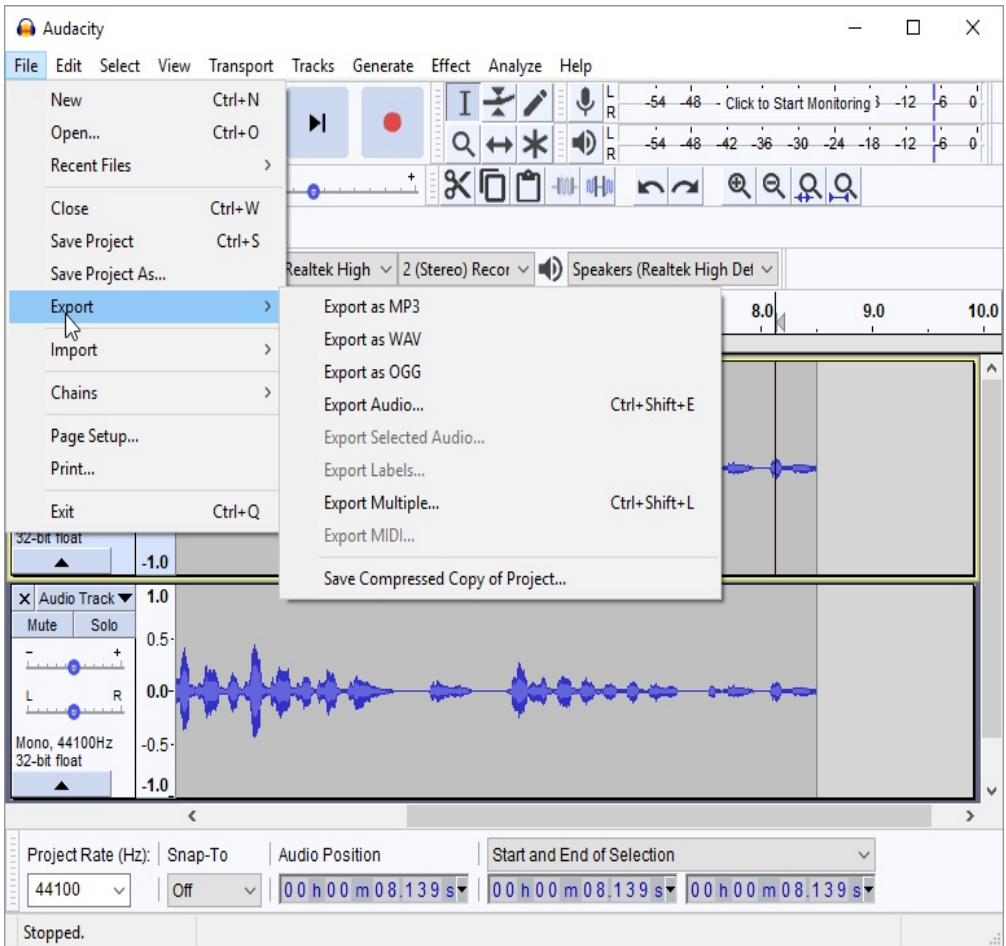 Audacity
File Edit Select View Transport Tracks Generate Effect Analyze Help
New Ctrl+N
Open... Ctrl+O
Recent Files
Close Ctrl+W
Save Project Ctrl+S
Save Project As...
Export
Import
Chains
Page Setup...
Print...
Exit Ctrl+Q
L
R
-54 -48 - Click to Start Monitoring -12 -6 0
L
R
-54 -48 -42 -36 -30 -24 -18 -12 -6 0
+
Realtek High 2 (Stereo) Recor Speakers (Realtek High Def
8.0 9.0 10.0
Export as MP3
Export as WAV
Export as OGG
Export Audio... Ctrl+Shift+E
Export Selected Audio...
Export Labels...
Export Multiple... Ctrl+Shift+L
Export MIDI...
Save Compressed Copy of Project...
32-bit float
-1.0
X Audio Track 1.0
Mute Solo
0.5
- +
L R 0.0
Mono, 44100Hz -0.5
32-bit float
-1.0
Project Rate (Hz): Snap-To Audio Position Start and End of Selection
44100 Off 00 h 00 m 08.139 s 00 h 00 m 08.139 s 00 h 00 m 08.139 s
Stopped.